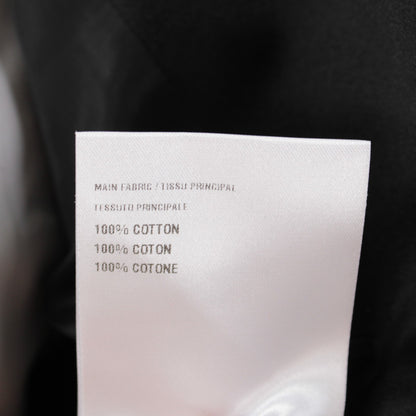 MAIN FABRIC / TISSU PRINCIPAL
TESSUTO PRINCIPALE
100% COTTON
100% COTON
100% COTONE